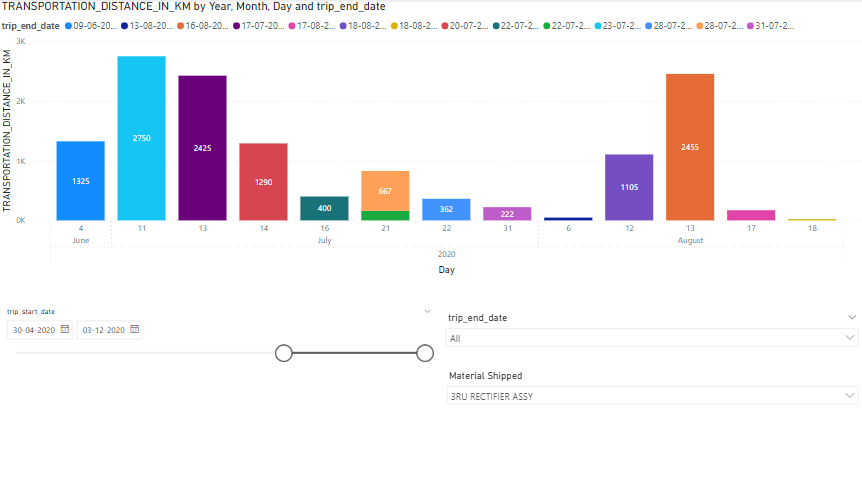 TRANSPORTATION_DISTANCE_IN_KM by Year, Month, Day and trip_end_date
trip_end_date 09-06-20... 13-08-20... 16-08-20... 17-07-20... 17-08-2... 18-08-2... 18-08-2... 20-07-2... 22-07-2... 22-07-2... 23-07-2... 28-07-2... 28-07-2... 31-07-2...
TRANSPORTATION_DISTANCE_IN_KM
3K
2K
1K
0K
1325
2750
2425
1290
400
667
362
222
1105
2455
4 11 13 14 16 21 22 31 6 12 13 17 18
June July August
2020
Day
trip_start_date
30-04-2020 03-12-2020
trip_end_date
All
Material Shipped
3RU RECTIFIER ASSY